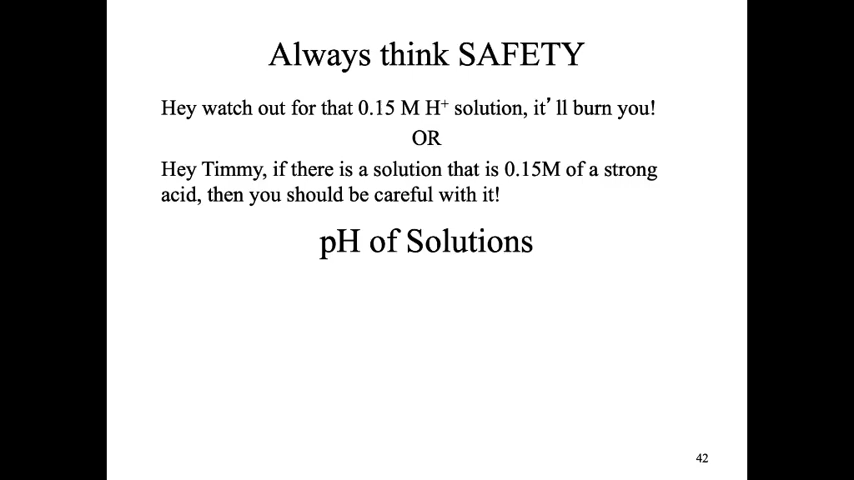 Always think SAFETY
Hey watch out for that 0.15 M H⁺ solution, it’ll burn you!
OR
Hey Timmy, if there is a solution that is 0.15M of a strong
acid, then you should be careful with it!
pH of Solutions
42